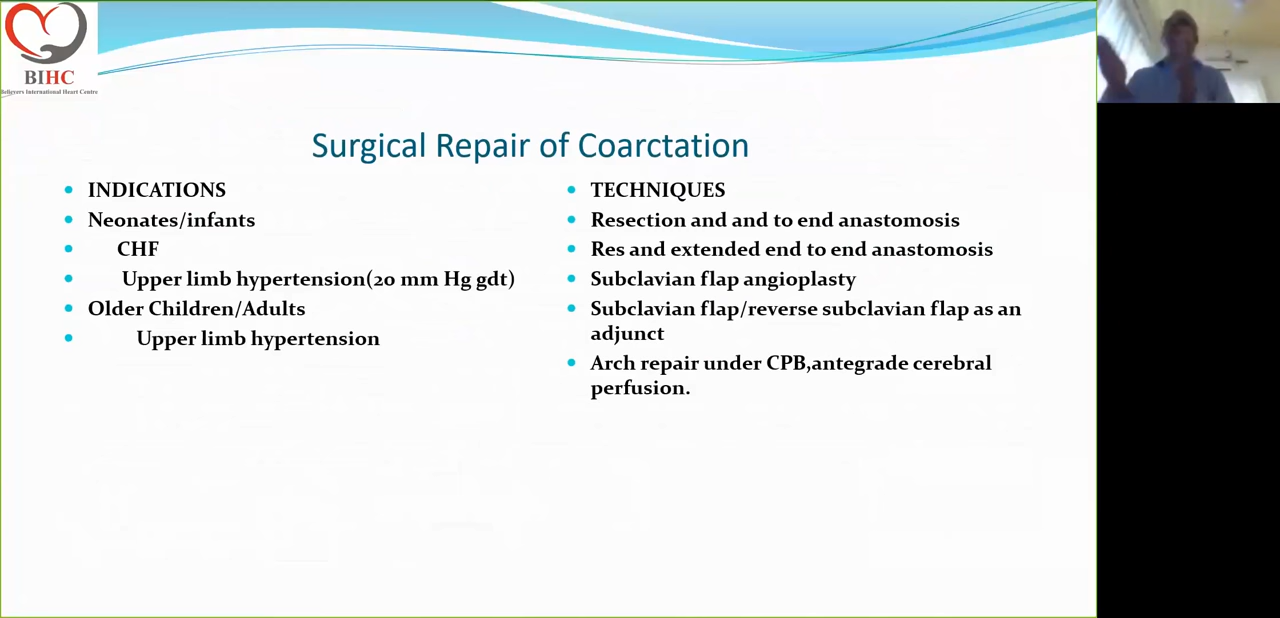 BIHC
Believers International Heart Centre
Surgical Repair of Coarctation
INDICATIONS
Neonates/infants
CHF
Upper limb hypertension(20 mm Hg gdt)
Older Children/Adults
Upper limb hypertension
TECHNIQUES
Resection and and to end anastomosis
Res and extended end to end anastomosis
Subclavian flap angioplasty
Subclavian flap/reverse subclavian flap as an
adjunct
Arch repair under CPB,antegrade cerebral
perfusion.